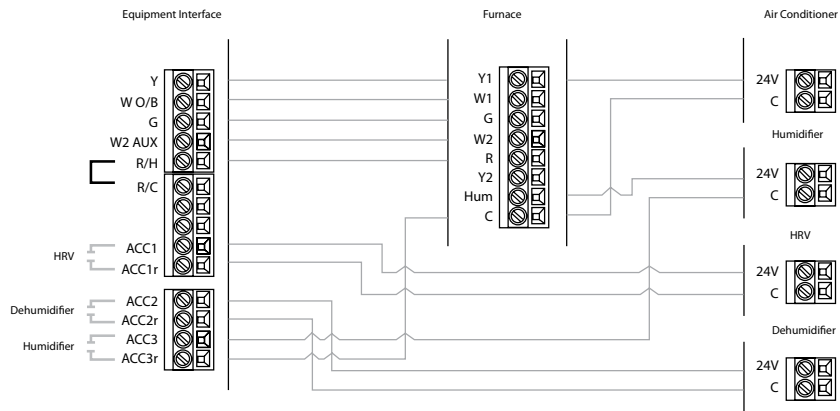 Equipment Interface
Furnace
Air Conditioner
Y
W O/B
G
W2 AUX
R/H
R/C
ACC1
ACC1r
ACC2
ACC2r
ACC3
ACC3r
HRV
Dehumidifier
Humidifier
Y1
W1
G
W2
R
Y2
Hum
C
24V
C
Humidifier
24V
C
HRV
24V
C
Dehumidifier
24V
C